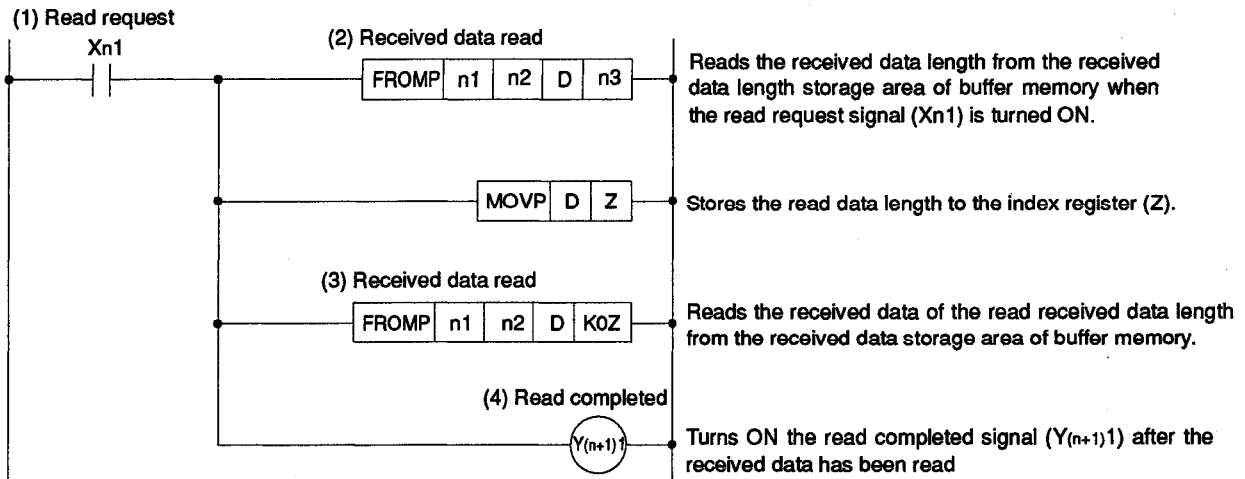 (1) Read request
Xn1
(2) Received data read
FROMP n1 n2 D n3
Reads the received data length from the received
data length storage area of buffer memory when
the read request signal (Xn1) is turned ON.
MOVP D Z
Stores the read data length to the index register (Z).
(3) Received data read
FROMP n1 n2 D K0Z
Reads the received data of the read received data length
from the received data storage area of buffer memory.
(4) Read completed
Y(n+1)1
Turns ON the read completed signal (Y(n+1)1) after the
received data has been read